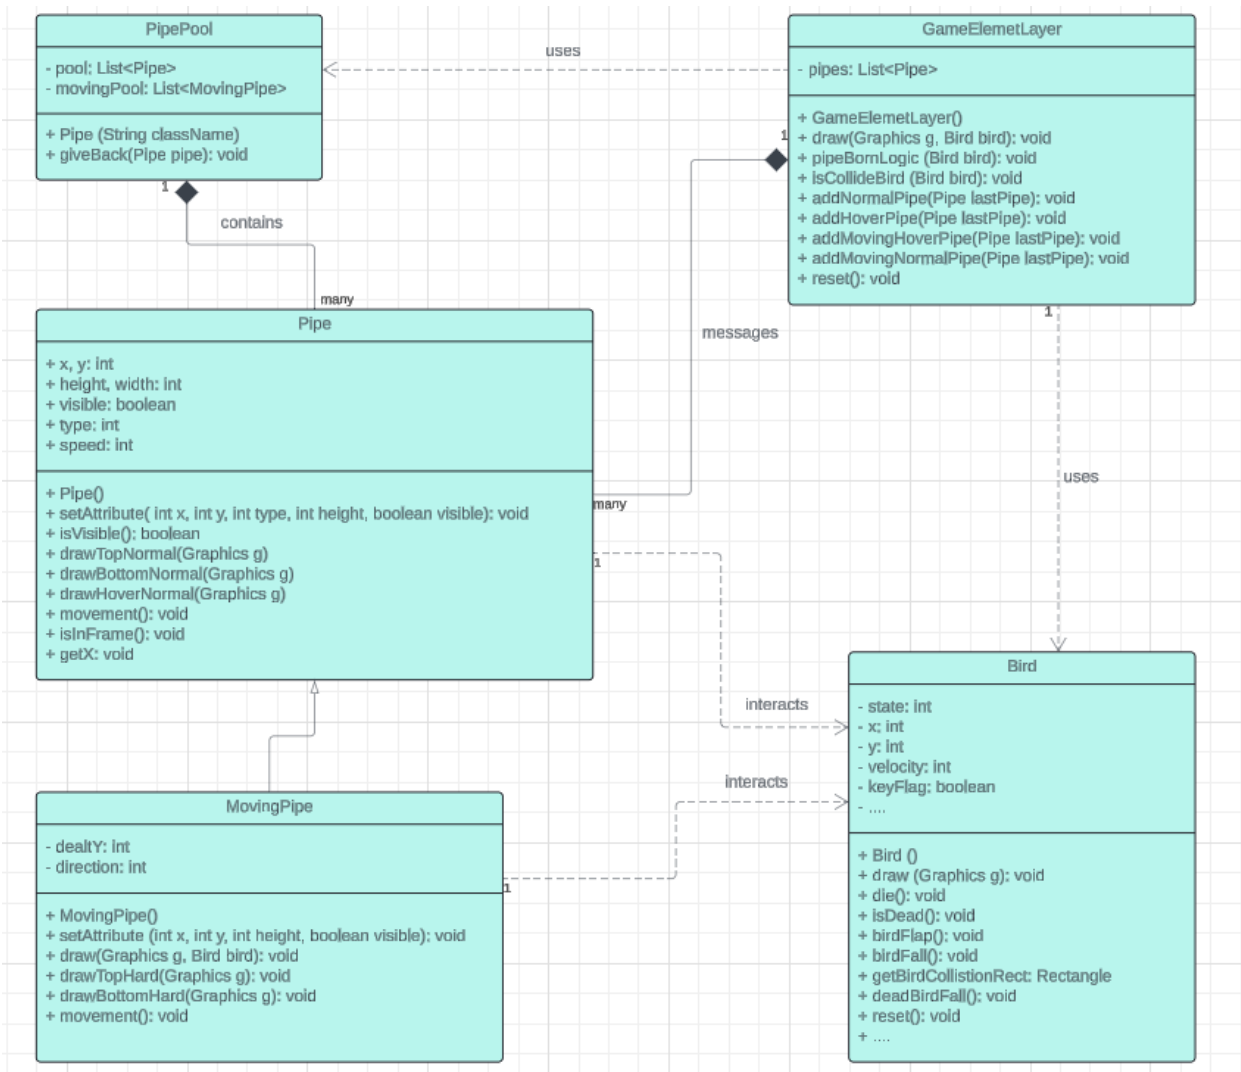 PipePool
- pool: List<Pipe>
- movingPool: List<MovingPipe>
+ Pipe (String className)
+ giveBack(Pipe pipe): void
1
contains
many
uses
GameElemetLayer
- pipes: List<Pipe>
+ GameElemetLayer()
+ draw(Graphics g, Bird bird): void
+ pipeBornLogic (Bird bird): void
+ isCollideBird (Bird bird): void
+ addNormalPipe(Pipe lastPipe): void
+ addHoverPipe(Pipe lastPipe): void
+ addMovingHoverPipe(Pipe lastPipe): void
+ addMovingNormalPipe(Pipe lastPipe): void
+ reset(): void
1
messages
many
1
uses
Pipe
+ x, y: int
+ height, width: int
+ visible: boolean
+ type: int
+ speed: int
+ Pipe()
+ setAttribute( int x, int y, int type, int height, boolean visible): void
+ isVisible(): boolean
+ drawTopNormal(Graphics g)
+ drawBottomNormal(Graphics g)
+ drawHoverNormal(Graphics g)
+ movement(): void
+ isInFrame(): void
+ getX: void
1
interacts
interacts
1
MovingPipe
- dealtY: int
- direction: int
+ MovingPipe()
+ setAttribute (int x, int y, int height, boolean visible): void
+ draw(Graphics g, Bird bird): void
+ drawTopHard(Graphics g): void
+ drawBottomHard(Graphics g): void
+ movement(): void
Bird
- state: int
- x: int
- y: int
- velocity: int
- keyFlag: boolean
- ....
+ Bird ()
+ draw (Graphics g): void
+ die(): void
+ isDead(): void
+ birdFlap(): void
+ birdFall(): void
+ getBirdCollistionRect: Rectangle
+ deadBirdFall(): void
+ reset(): void
+ ....